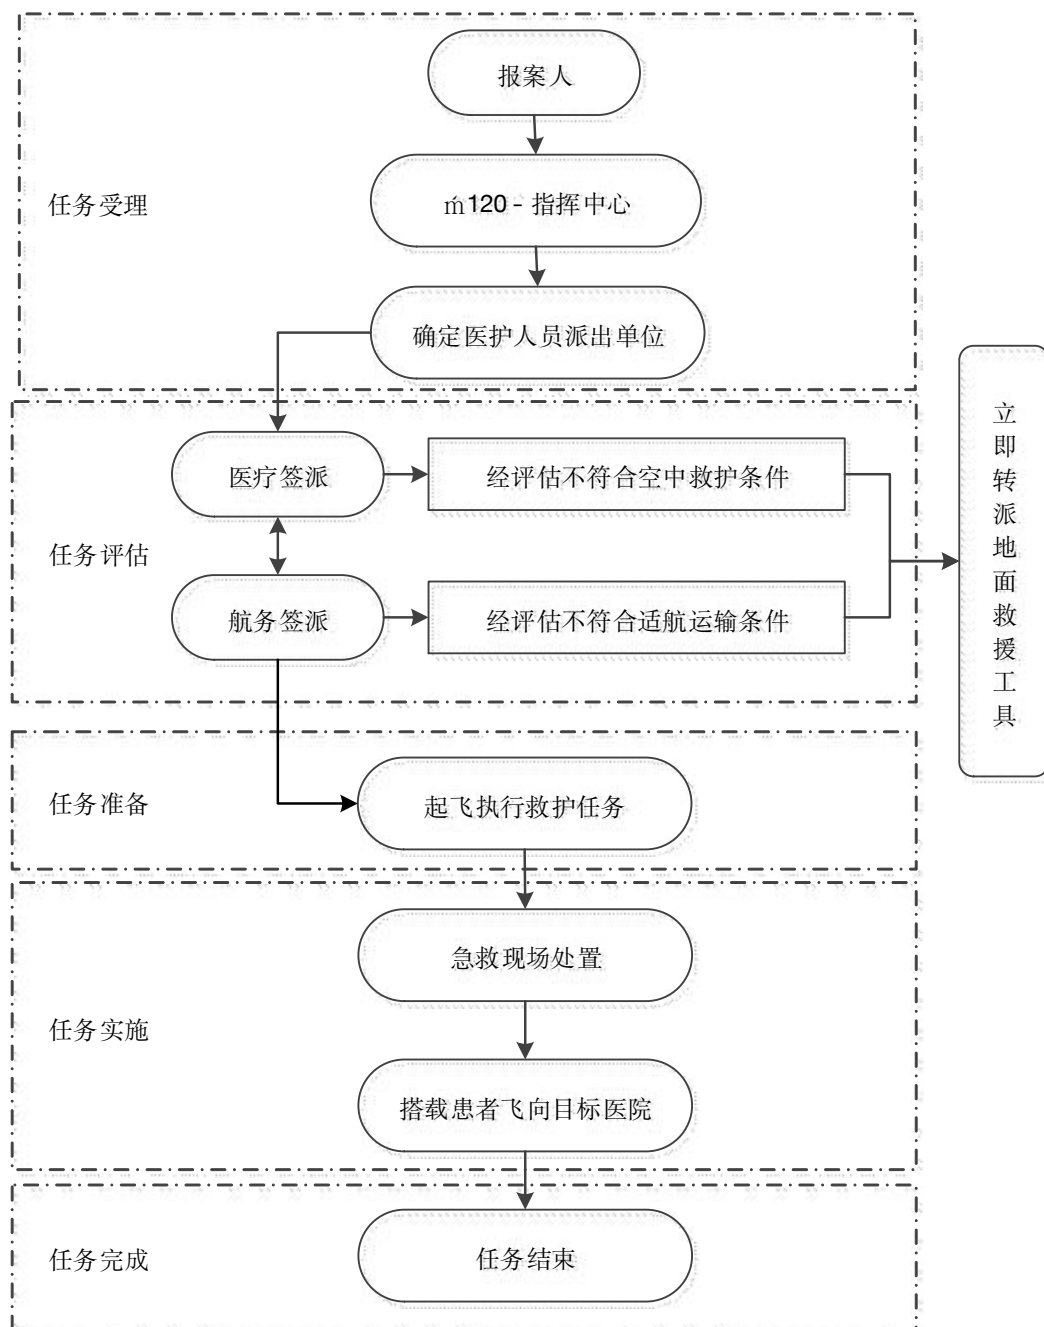 报案人
任务受理
ḿ120 - 指挥中心
确定医护人员派出单位
医疗签派
经评估不符合空中救护条件
任务评估
航务签派
经评估不符合适航运输条件
立即转派地面救援工具
任务准备
起飞执行救护任务
急救现场处置
任务实施
搭载患者飞向目标医院
任务完成
任务结束